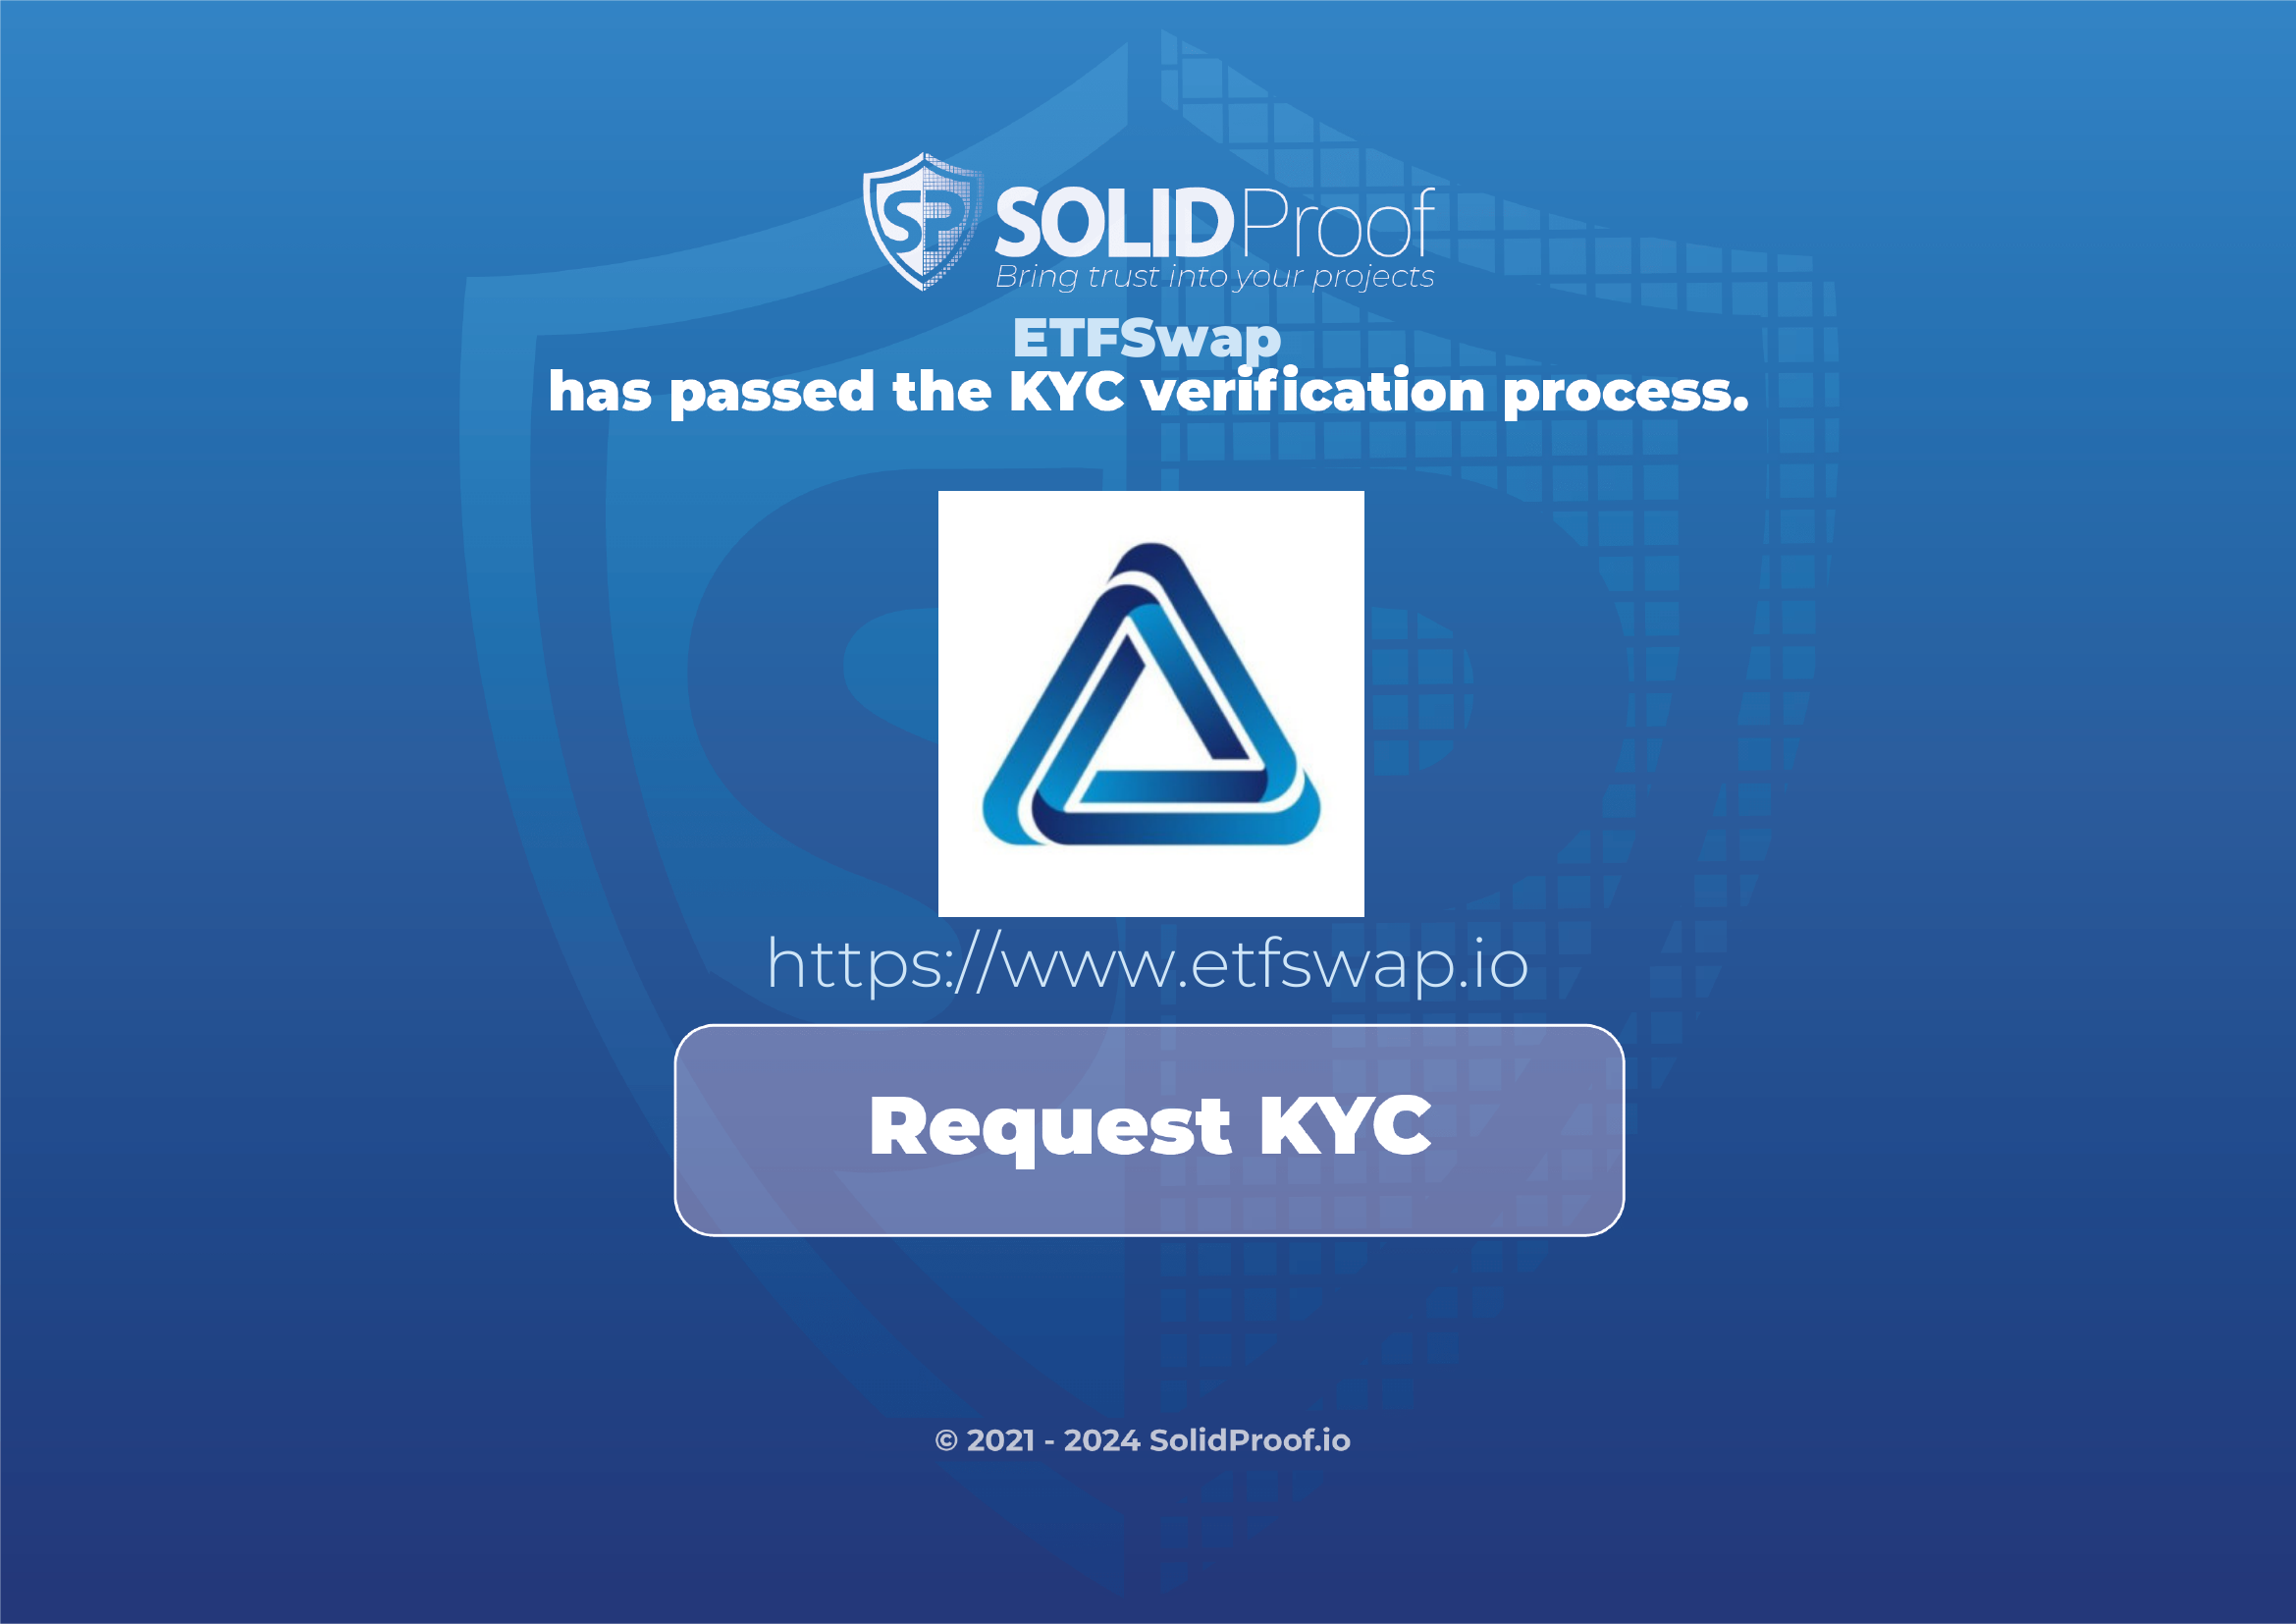 SP SOLIDProof
Bring trust into your projects
ETFSwap
has passed the KYC verification process.
https://www.etfswap.io
Request KYC
© 2021 - 2024 SolidProof.io